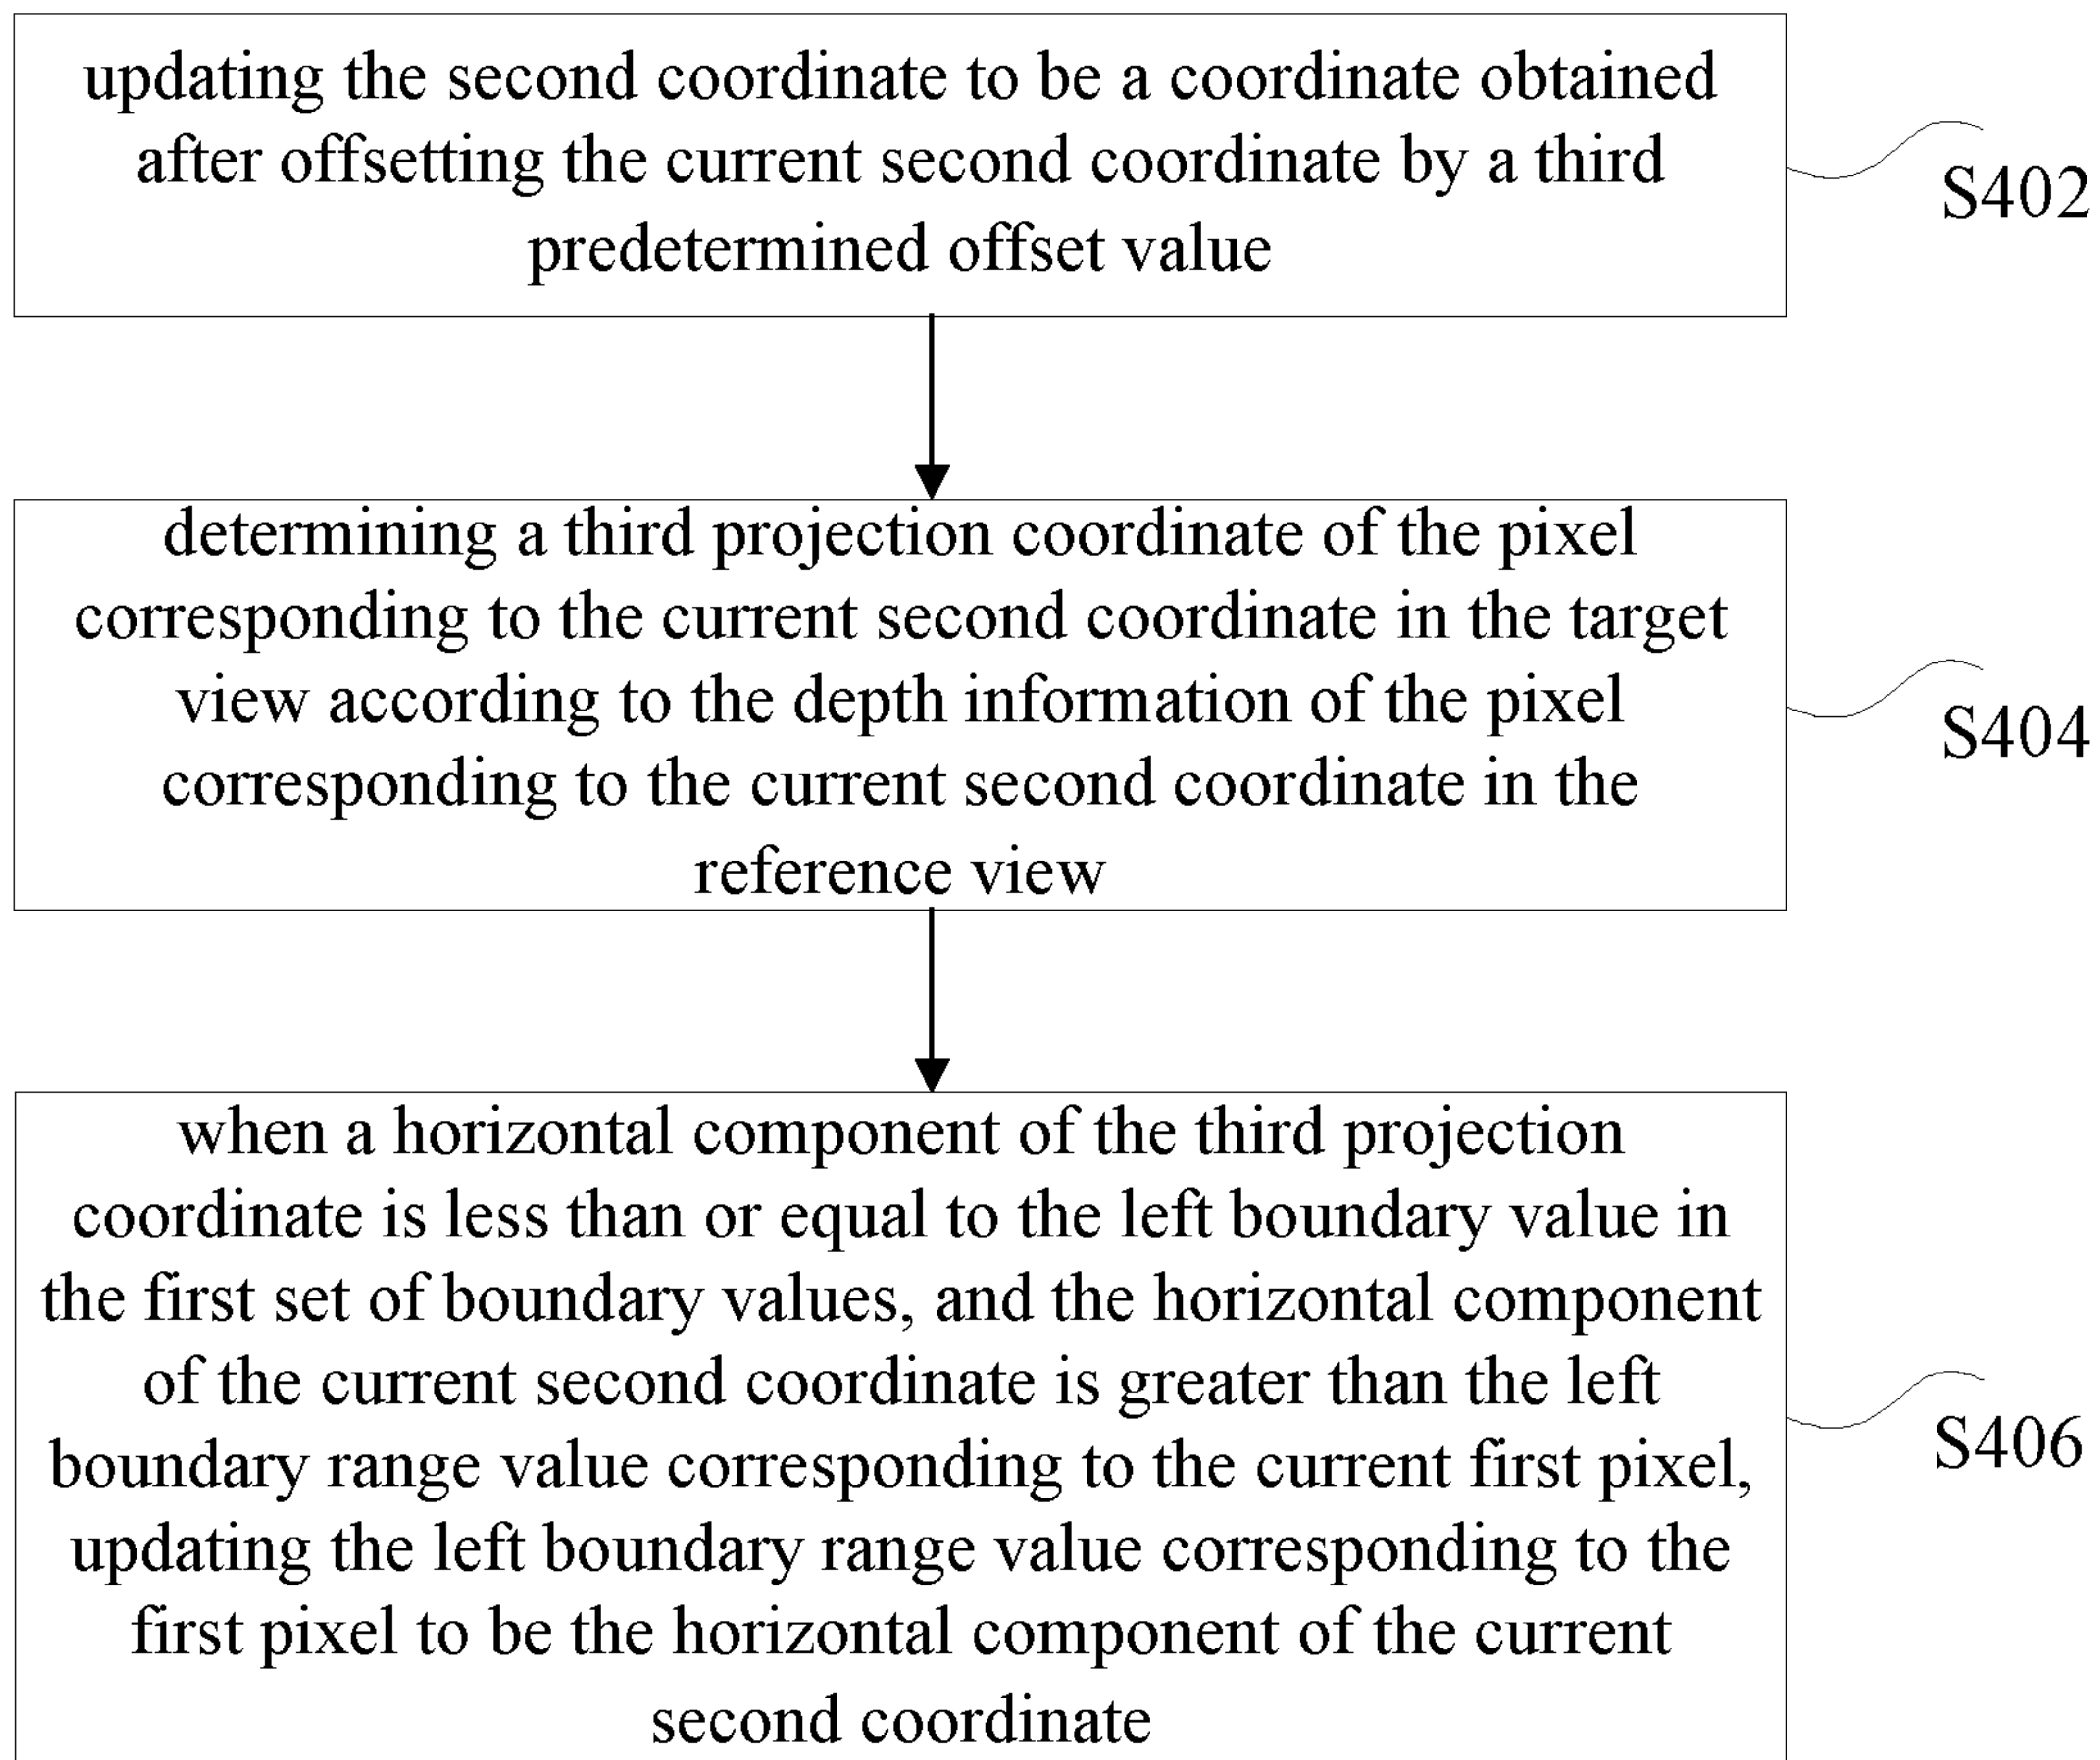 updating the second coordinate to be a coordinate obtained
after offsetting the current second coordinate by a third
predetermined offset value
S402
determining a third projection coordinate of the pixel
corresponding to the current second coordinate in the target
view according to the depth information of the pixel
corresponding to the current second coordinate in the
reference view
S404
when a horizontal component of the third projection
coordinate is less than or equal to the left boundary value in
the first set of boundary values, and the horizontal component
of the current second coordinate is greater than the left
boundary range value corresponding to the current first pixel,
updating the left boundary range value corresponding to the
first pixel to be the horizontal component of the current
second coordinate
S406